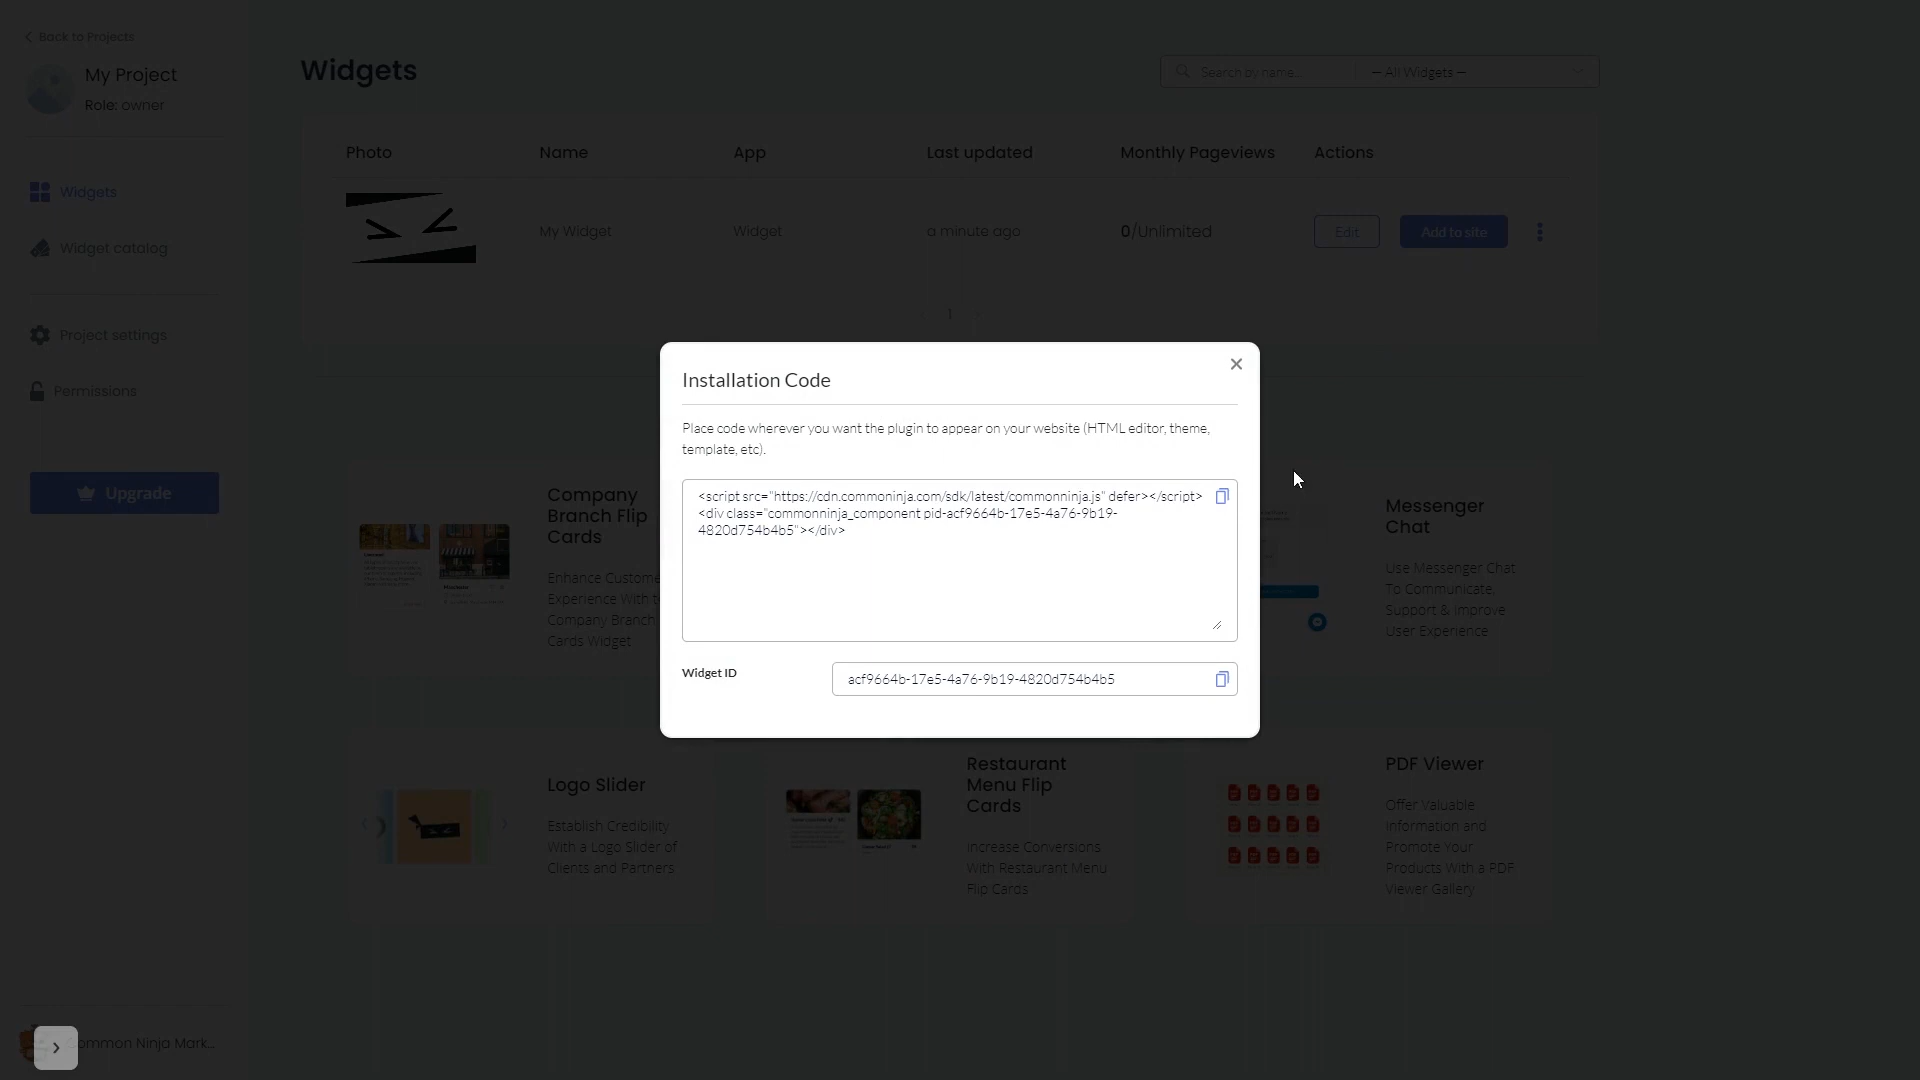 Back to Projects
My Project
Role: owner
Widgets
Widget catalog
Project settings
Permissions
Upgrade
Common Ninja Mark...
Widgets
Search by name...
— All Widgets —
Photo
Name
App
Last updated
Monthly Pageviews
Actions
My Widget
Widget
a minute ago
0/Unlimited
Edit
Add to site
1
Installation Code
Place code wherever you want the plugin to appear on your website (HTML editor, theme,
template, etc).
<script src="https://cdn.commoninja.com/sdk/latest/commonninja.js" defer></script>
<div class="commonninja_component pid-acf9664b-17e5-4a76-9b19-
4820d754b4b5"></div>
Widget ID
acf9664b-17e5-4a76-9b19-4820d754b4b5
Company
Branch Flip
Cards
Enhance Custome
Experience With
Company Branch
Cards Widget
Messenger
Chat
Use Messenger Chat
To Communicate,
Support & Improve
User Experience
Logo Slider
Establish Credibility
With a Logo Slider of
Clients and Partners
Restaurant
Menu Flip
Cards
Increase Conversions
With Restaurant Menu
Flip Cards
PDF Viewer
Offer Valuable
Information and
Promote Your
Products With a PDF
Viewer Gallery